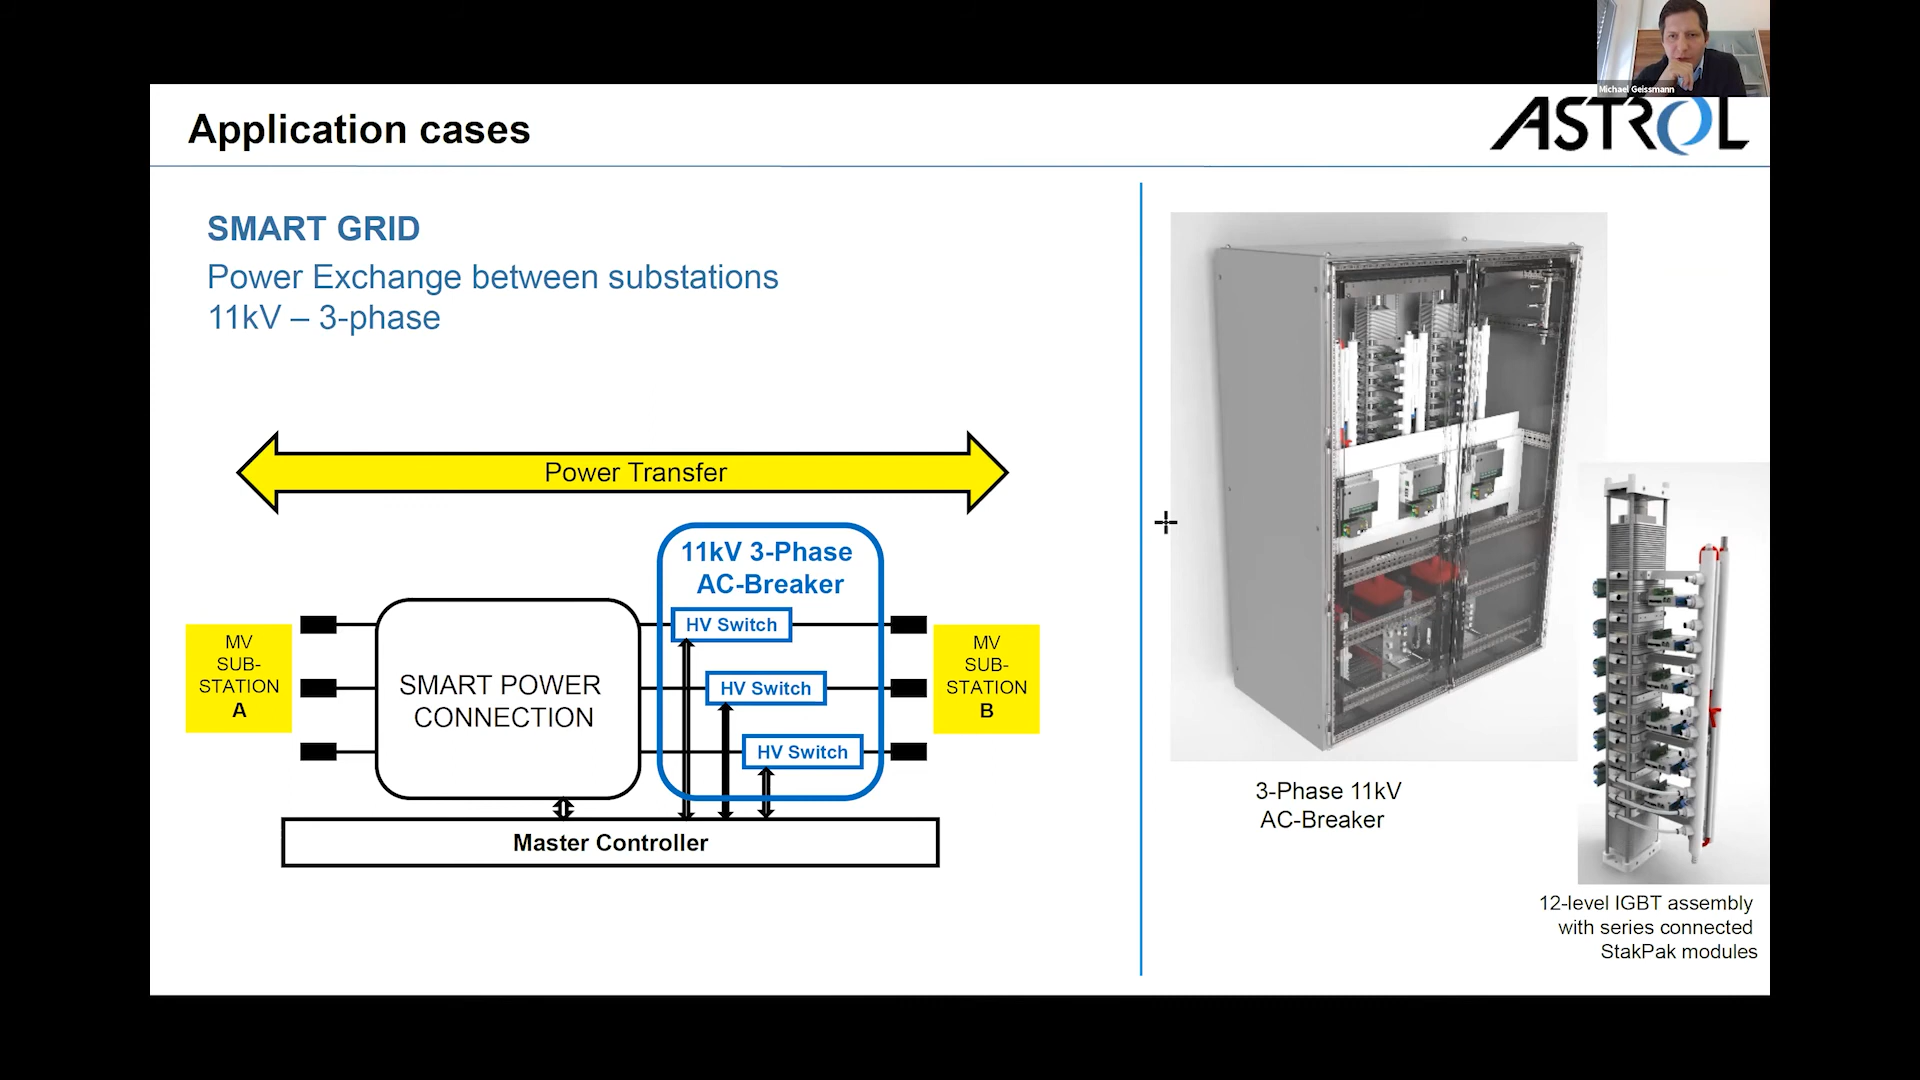 Michael Geissmann
ASTROL
Application cases
SMART GRID
Power Exchange between substations
11kV – 3-phase
Power Transfer
11kV 3-Phase
AC-Breaker
HV Switch
HV Switch
HV Switch
MV
SUB-
STATION
A
SMART POWER
CONNECTION
MV
SUB-
STATION
B
Master Controller
3-Phase 11kV
AC-Breaker
12-level IGBT assembly
with series connected
StakPak modules